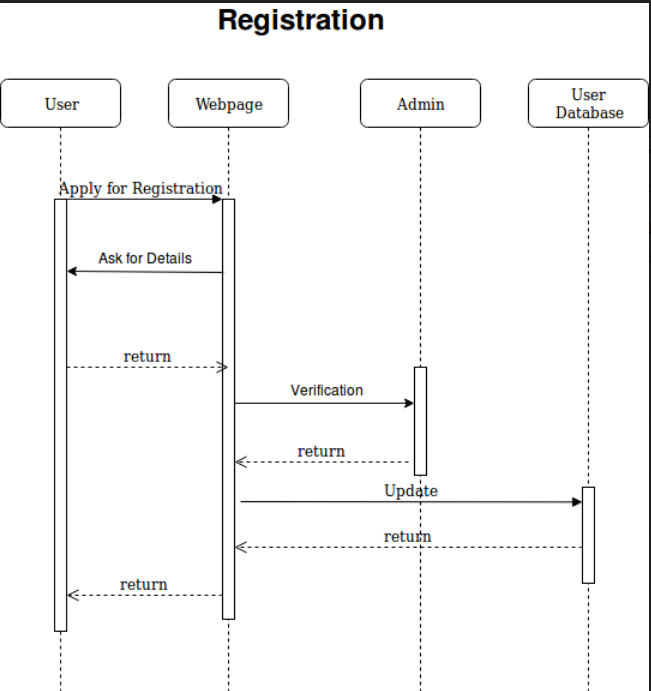 Registration
User
Webpage
Admin
User
Database
Apply for Registration
Ask for Details
return
Verification
return
Update
return
return